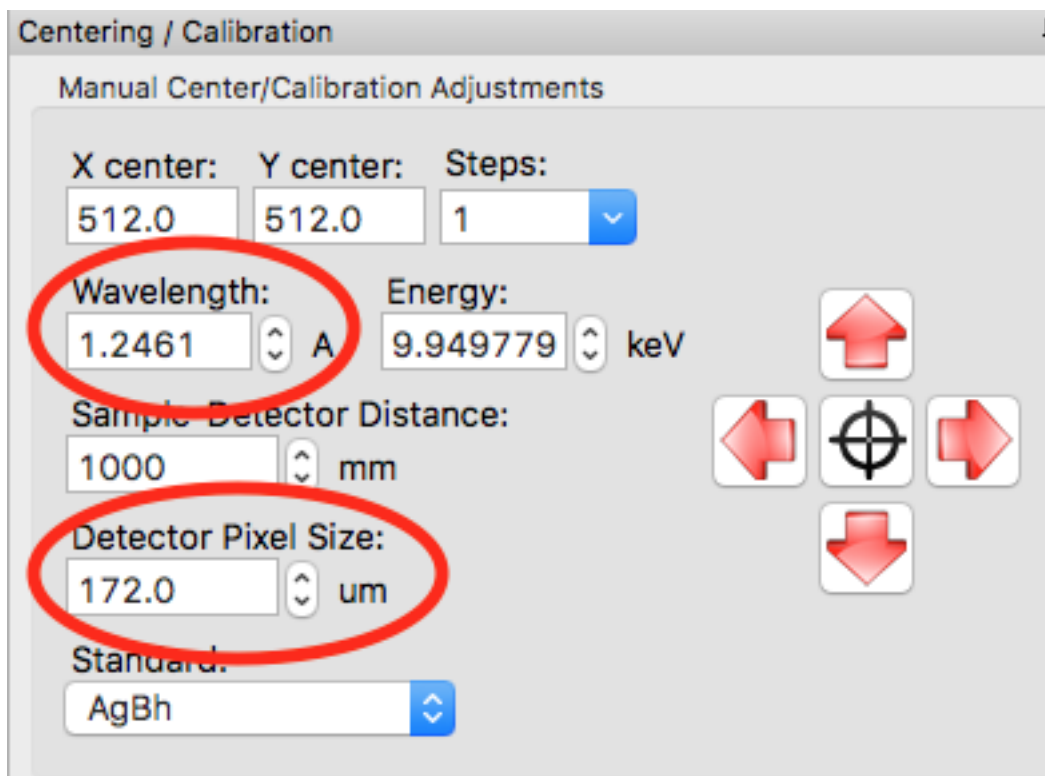 Centering / Calibration
Manual Center/Calibration Adjustments
X center: Y center: Steps:
512.0 512.0 1
Wavelength: Energy:
1.2461 A 9.949779 keV
Sample-Detector Distance:
1000 mm
Detector Pixel Size:
172.0 um
Standard:
AgBh